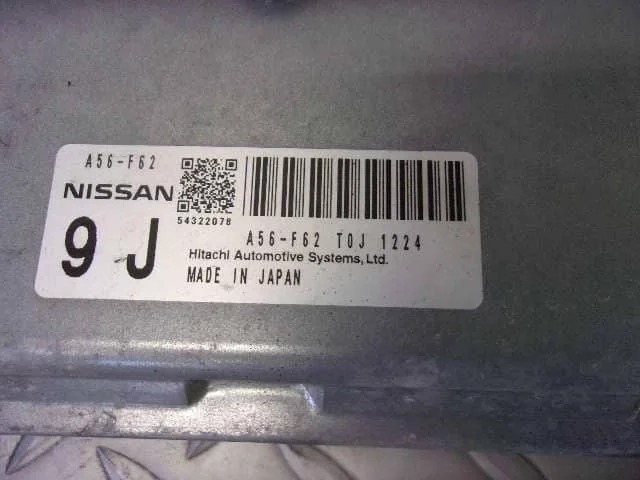 A56-F62
NISSAN
54322078
9 J
A56-F62 T0J 1224
Hitachi Automotive Systems,Ltd.
MADE IN JAPAN